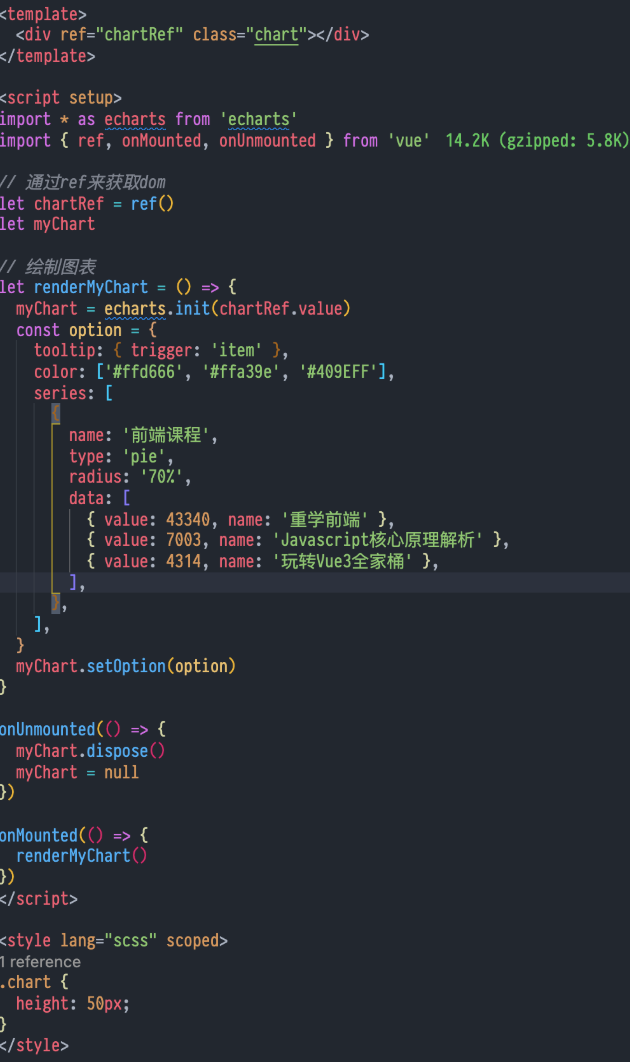 <template>
  <div ref="chartRef" class="chart"></div>
</template>

<script setup>
import * as echarts from 'echarts'
import { ref, onMounted, onUnmounted } from 'vue' 14.2K (gzipped: 5.8K)

// 通过ref来获取dom
let chartRef = ref()
let myChart

// 绘制图表
let renderMyChart = () => {
  myChart = echarts.init(chartRef.value)
  const option = {
    tooltip: { trigger: 'item' },
    color: ['#ffd666', '#ffa39e', '#409EFF'],
    series: [
      {
        name: '前端课程',
        type: 'pie',
        radius: '70%',
        data: [
          { value: 43340, name: '重学前端' },
          { value: 7003, name: 'Javascript核心原理解析' },
          { value: 4314, name: '玩转Vue3全家桶' },
        ],
      },
    ],
  }
  myChart.setOption(option)
}

onUnmounted(() => {
  myChart.dispose()
  myChart = null
})

onMounted(() => {
  renderMyChart()
})
</script>

<style lang="scss" scoped>
1 reference
.chart {
  height: 50px;
}
</style>